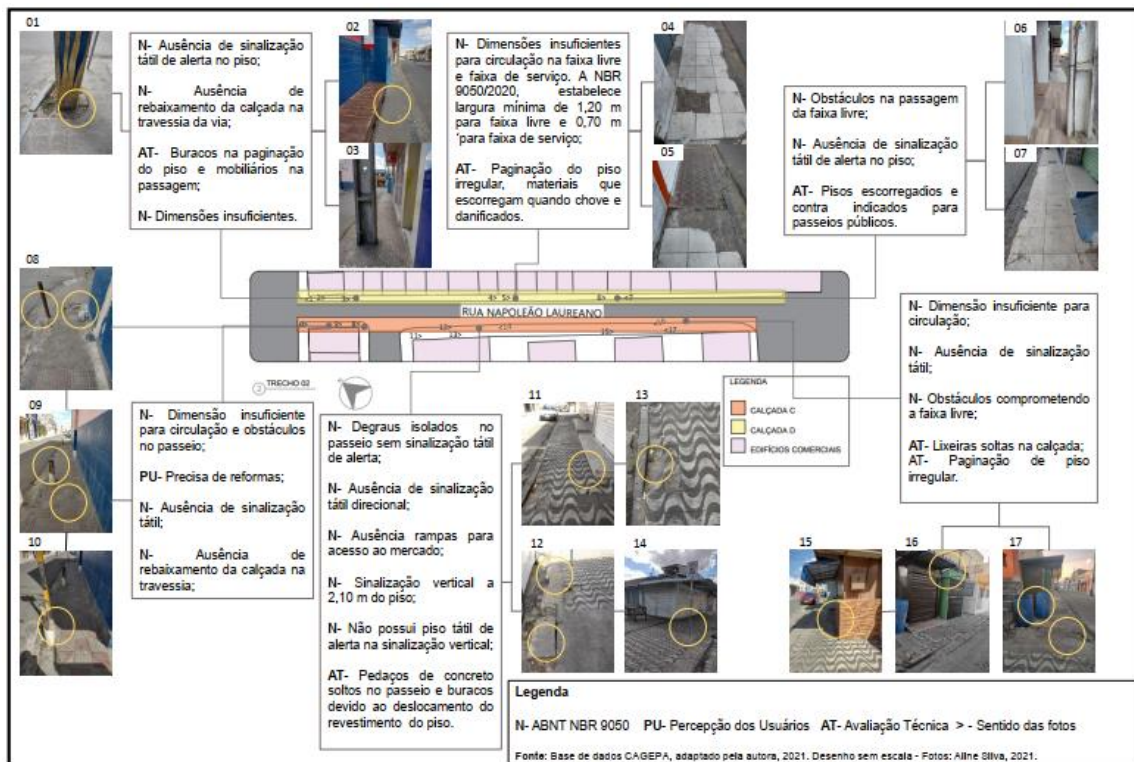 01
N- Ausência de sinalização
tátil de alerta no piso;
N- Ausência de
rebaixamento da calçada na
travessia da via;
AT- Buracos na paginação
do piso e mobiliários na
passagem;
N- Dimensões insuficientes.
02
03
N- Dimensões insuficientes
para circulação na faixa livre
e faixa de serviço. A NBR
9050/2020, estabelece
largura mínima de 1,20 m
para faixa livre e 0,70 m
'para faixa de serviço;
AT- Paginação do piso
irregular, materiais que
escorregam quando chove e
danificados.
04
05
N- Obstáculos na passagem
da faixa livre;
N- Ausência de sinalização
tátil de alerta no piso;
AT- Pisos escorregadios e
contra indicados para
passeios públicos.
06
07
08
09
10
RUA NAPOLEÃO LAUREANO
2 TRECHO 02
LEGENDA
CALÇADA C
CALÇADA D
EDIFÍCIOS COMERCIAIS
N- Dimensão insuficiente
para circulação e obstáculos
no passeio;
PU- Precisa de reformas;
N- Ausência de sinalização
tátil;
N- Ausência de
rebaixamento da calçada na
travessia;
N- Degraus isolados no
passeio sem sinalização tátil
de alerta;
N- Ausência de sinalização
tátil direcional;
N- Ausência rampas para
acesso ao mercado;
N- Sinalização vertical a
2,10 m do piso;
N- Não possui piso tátil de
alerta na sinalização vertical;
AT- Pedaços de concreto
soltos no passeio e buracos
devido ao deslocamento do
revestimento do piso.
11
13
12
14
N- Dimensão insuficiente para
circulação;
N- Ausência de sinalização
tátil;
N- Obstáculos comprometendo
a faixa livre;
AT- Lixeiras soltas na calçada;
AT- Paginação de piso
irregular.
15
16
17
Legenda
N- ABNT NBR 9050 PU- Percepção dos Usuários AT- Avaliação Técnica > - Sentido das fotos
Fonte: Base de dados CAGEPA, adaptado pela autora, 2021. Desenho sem escala - Fotos: Aline Silva, 2021.